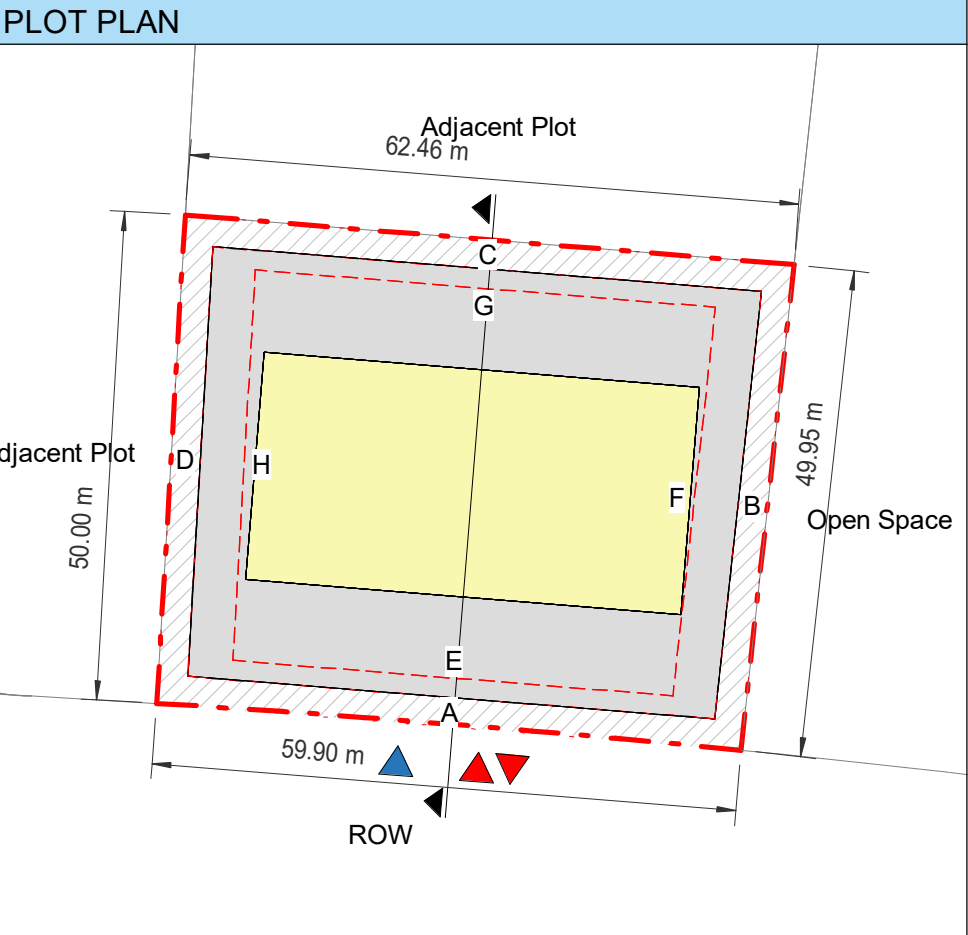 PLOT PLAN
Adjacent Plot
62.46 m
C
G
djacent Plot
D
H
F
B
49.95 m
Open Space
50.00 m
E
A
59.90 m
ROW